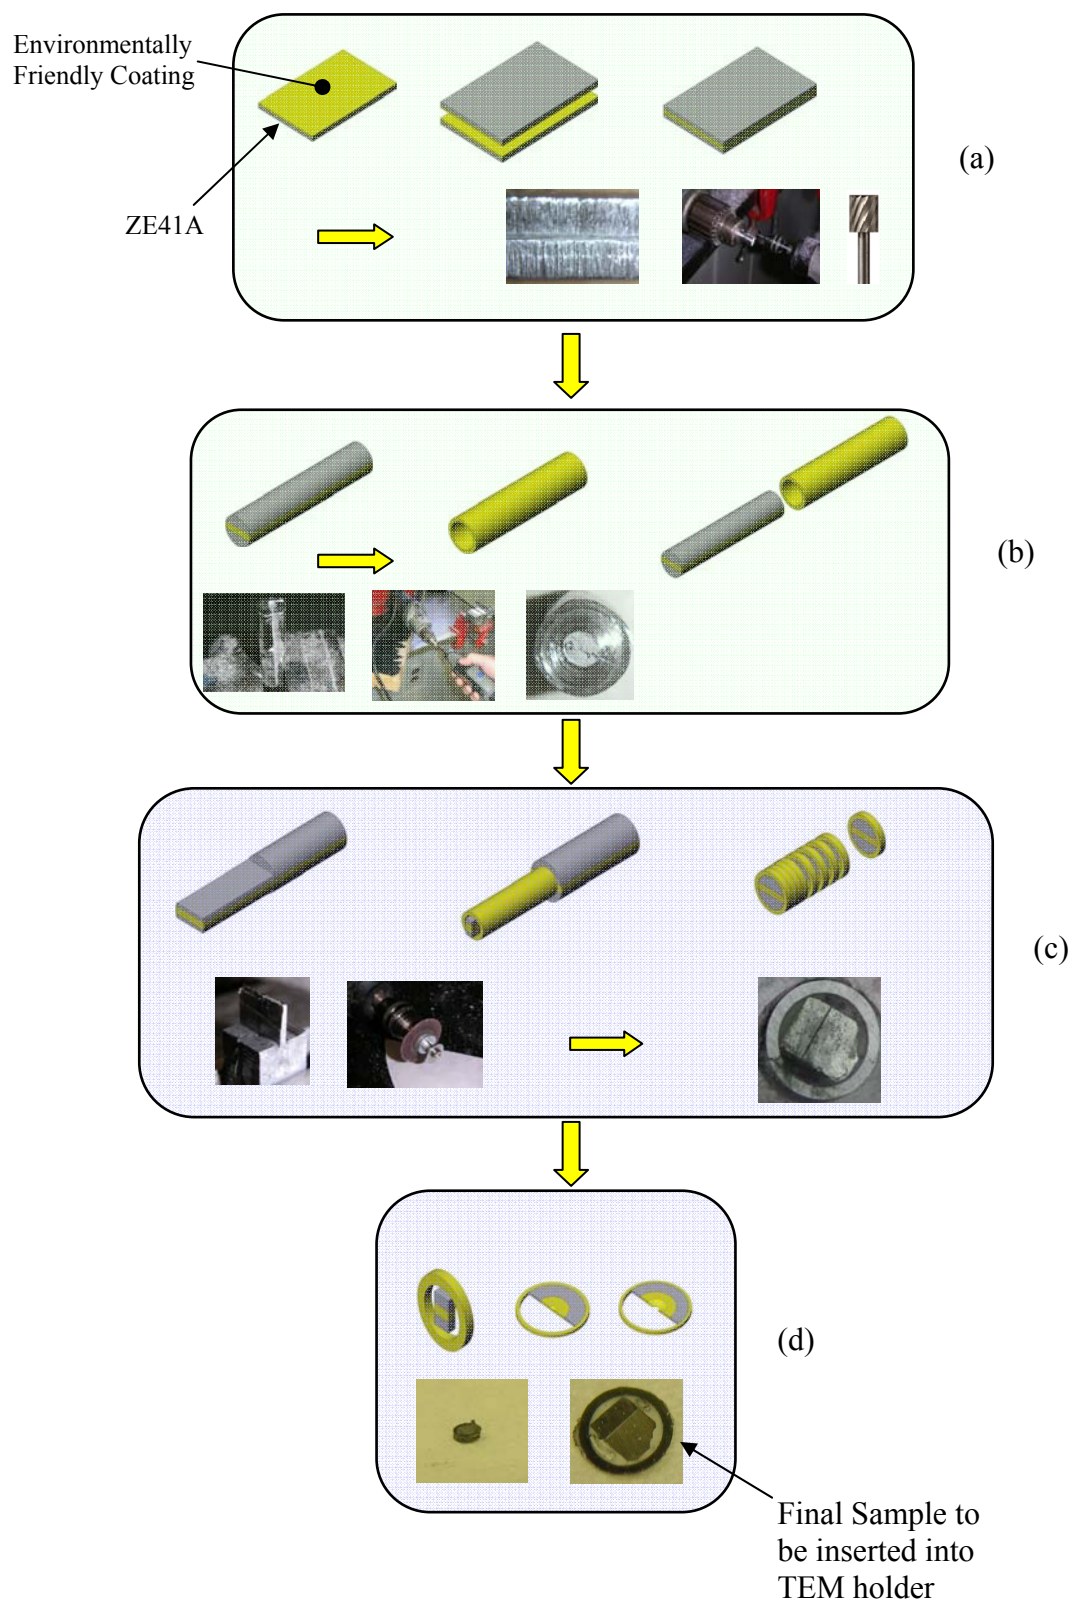 Environmentally
Friendly Coating
ZE41A
(a)
(b)
(c)
(d)
Final Sample to
be inserted into
TEM holder